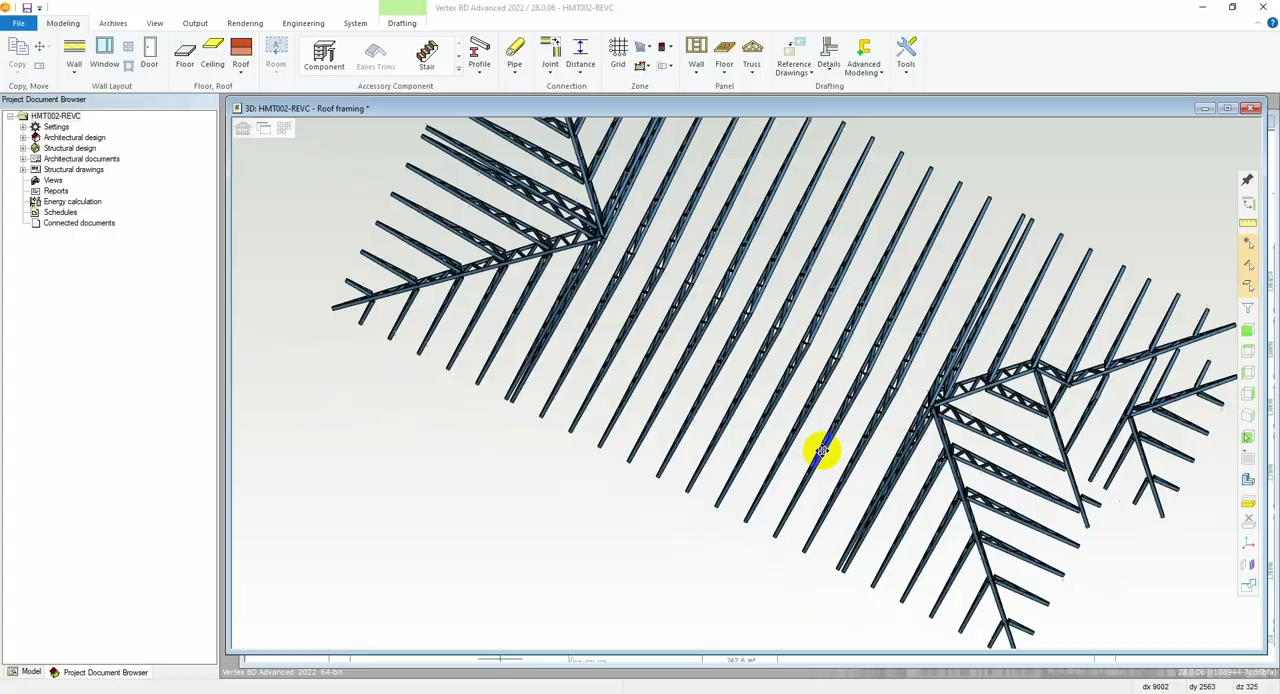 Vertex BD Advanced 2022 / 28.0.06 - HMT002-REVC
File Modeling Archives View Output Rendering Engineering System Drafting
Copy Wall Window Door Floor Ceiling Roof Room Component Eaves Trims Stair Profile Pipe Joint Distance Grid Wall Floor Truss Reference Drawings Details Advanced Modeling Tools
Copy, Move Wall Layout Floor, Roof Accessory Component Connection Zone Panel Drafting
Project Document Browser
3D: HMT002-REVC - Roof framing *
HMT002-REVC
Settings
Architectural design
Structural design
Architectural documents
Structural drawings
Views
Reports
Energy calculation
Schedules
Connected documents
242.6 m²
Model Project Document Browser
Vertex BD Advanced 2022 64-bit
dx 9002 dy 2563 dz 325